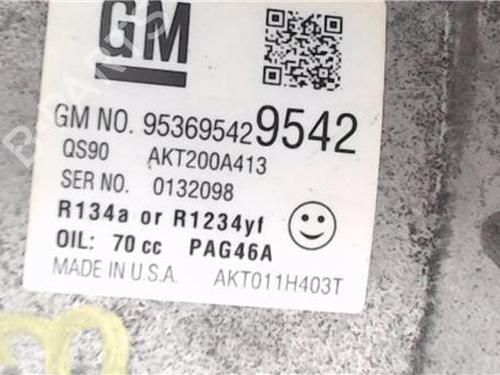 GM
GM NO. 95369542 9542
QS90 AKT200A413
SER NO. 0132098
R134a or R1234yf
OIL: 70 cc PAG46A
MADE IN U.S.A. AKT011H403T
B-PARTS